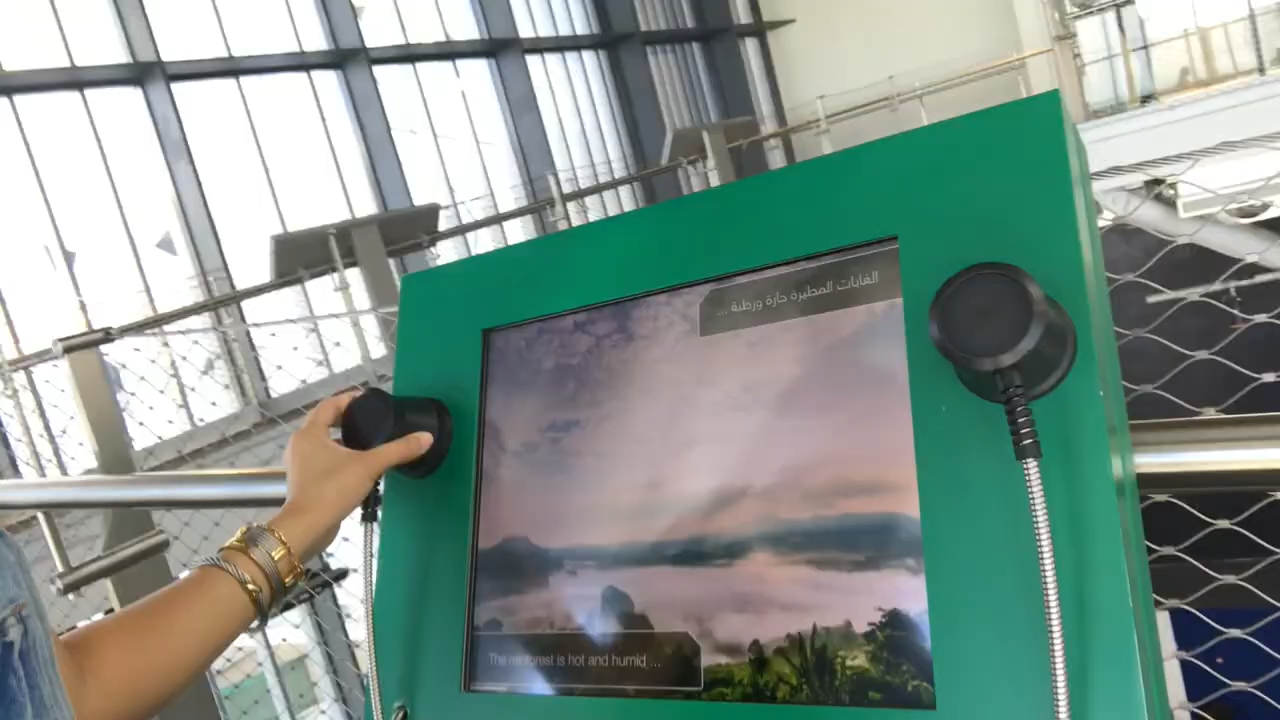 الغابات المطيرة حارة ورطبة ...
The rainforest is hot and humid ...